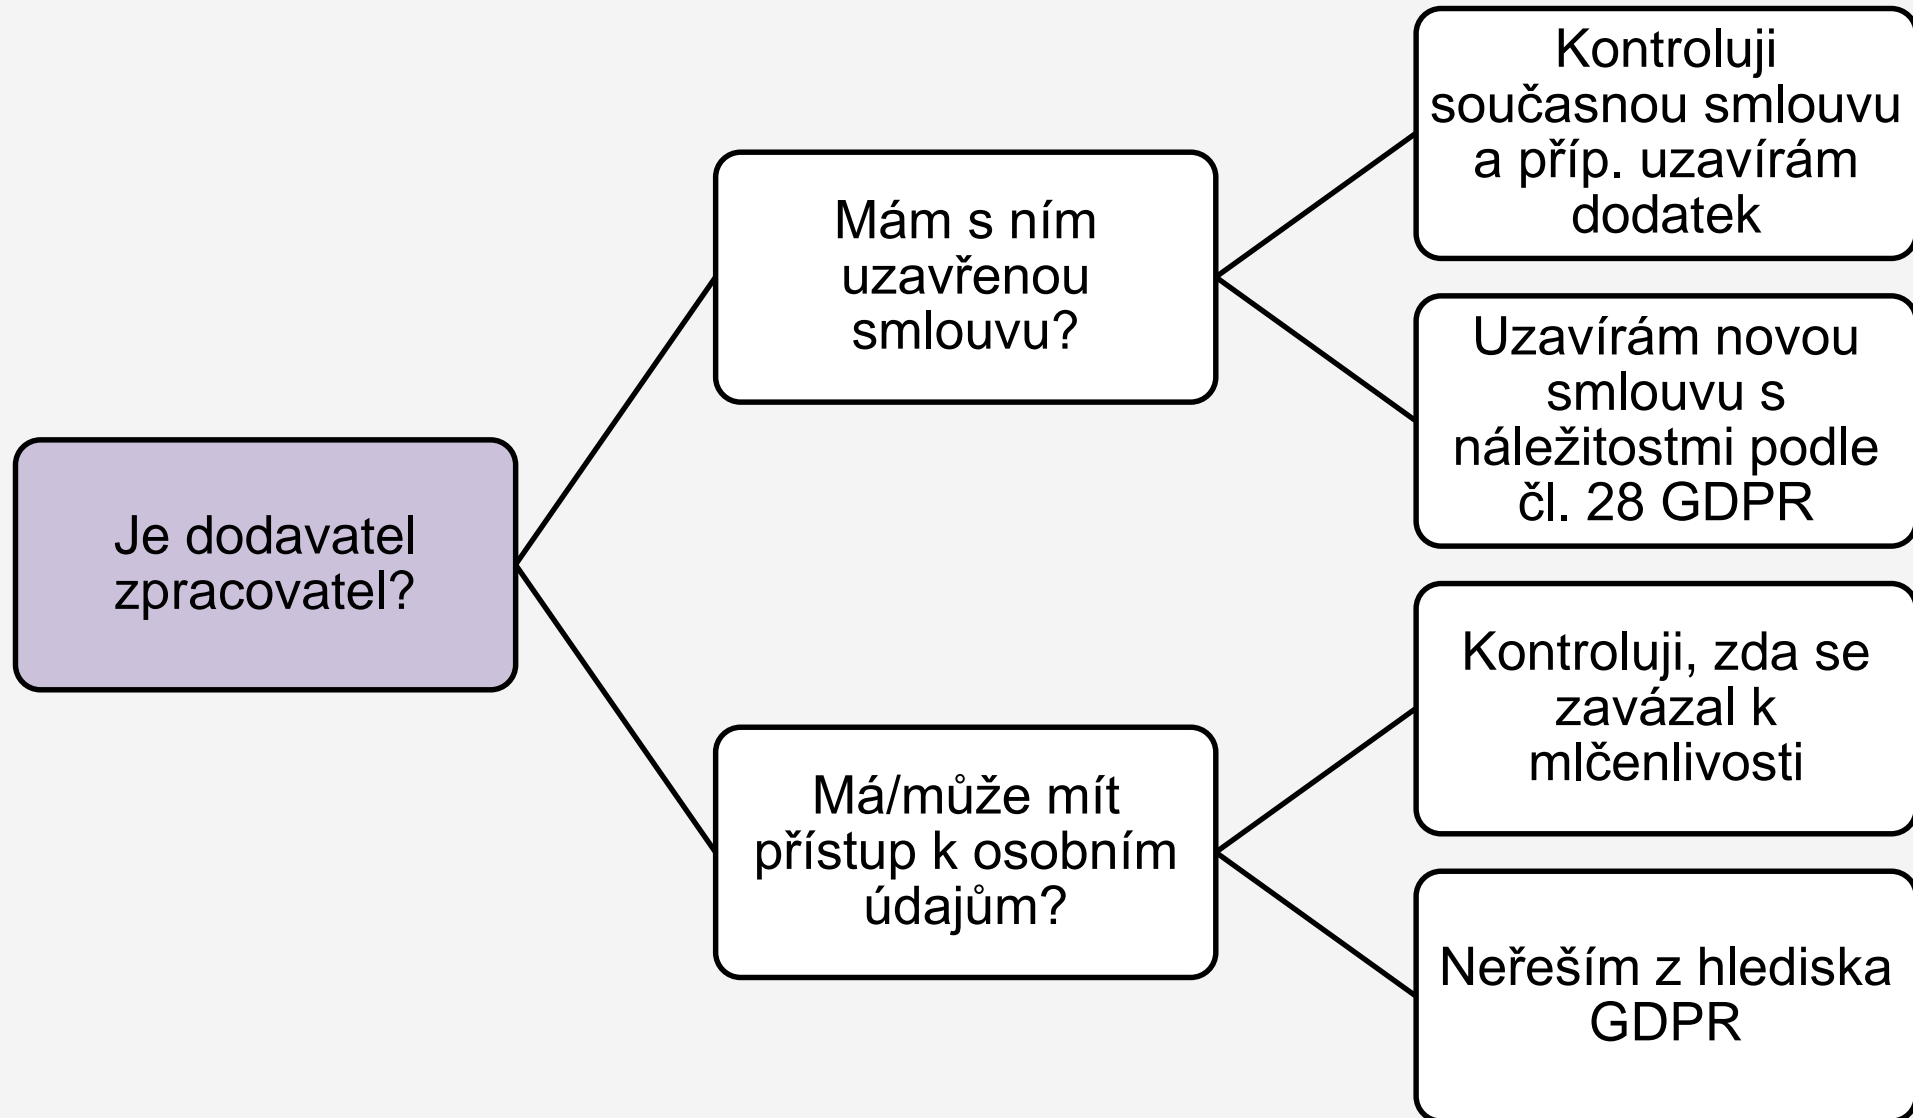 Je dodavatel
zpracovatel?
Mám s ním
uzavřenou
smlouvu?
Kontroluji
současnou smlouvu
a příp. uzavírám
dodatek
Uzavírám novou
smlouvu s
náležitostmi podle
čl. 28 GDPR
Má/může mít
přístup k osobním
údajům?
Kontroluji, zda se
zavázal k
mlčenlivosti
Neřeším z hlediska
GDPR